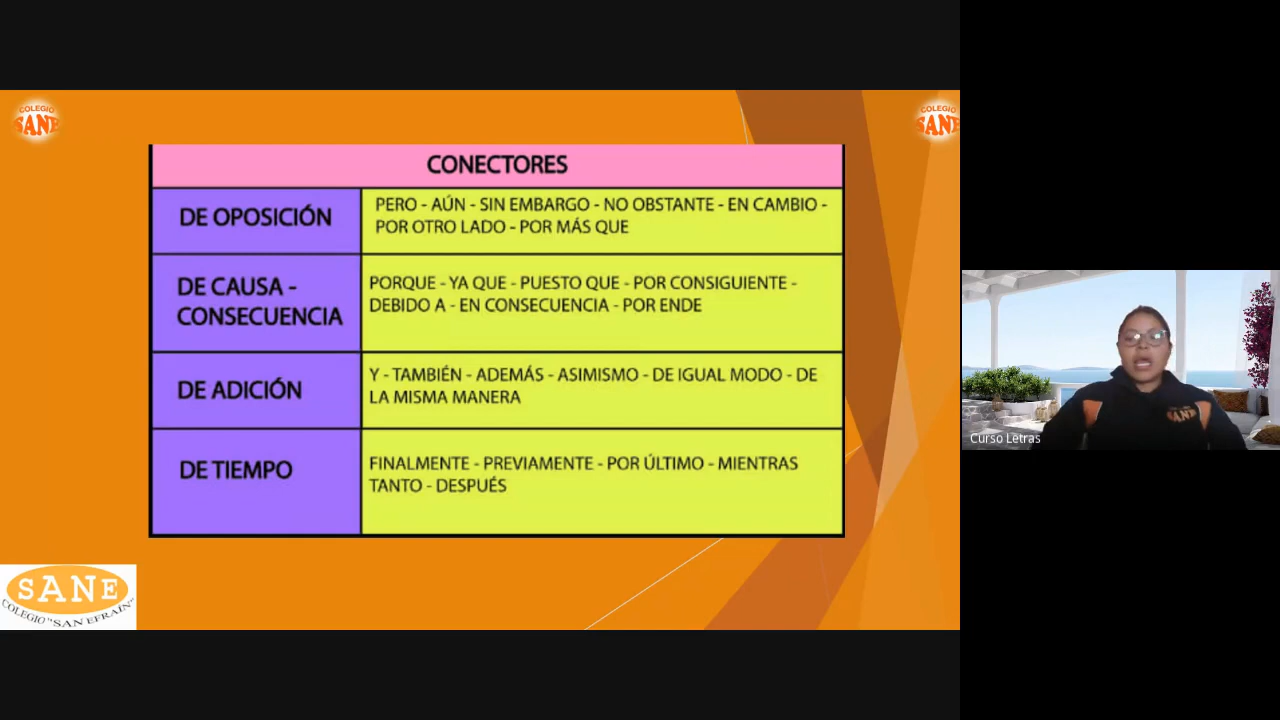 COLEGIO
SANE
COLEGIO
SANE
CONECTORES
DE OPOSICIÓN
PERO - AÚN - SIN EMBARGO - NO OBSTANTE - EN CAMBIO -
POR OTRO LADO - POR MÁS QUE
DE CAUSA -
CONSECUENCIA
PORQUE - YA QUE - PUESTO QUE - POR CONSIGUIENTE -
DEBIDO A - EN CONSECUENCIA - POR ENDE
DE ADICIÓN
Y - TAMBIÉN - ADEMÁS - ASIMISMO - DE IGUAL MODO - DE
LA MISMA MANERA
DE TIEMPO
FINALMENTE - PREVIAMENTE - POR ÚLTIMO - MIENTRAS
TANTO - DESPUÉS
SANE
COLEGIO "SAN EFRAIN"
SANE
Curso Letras